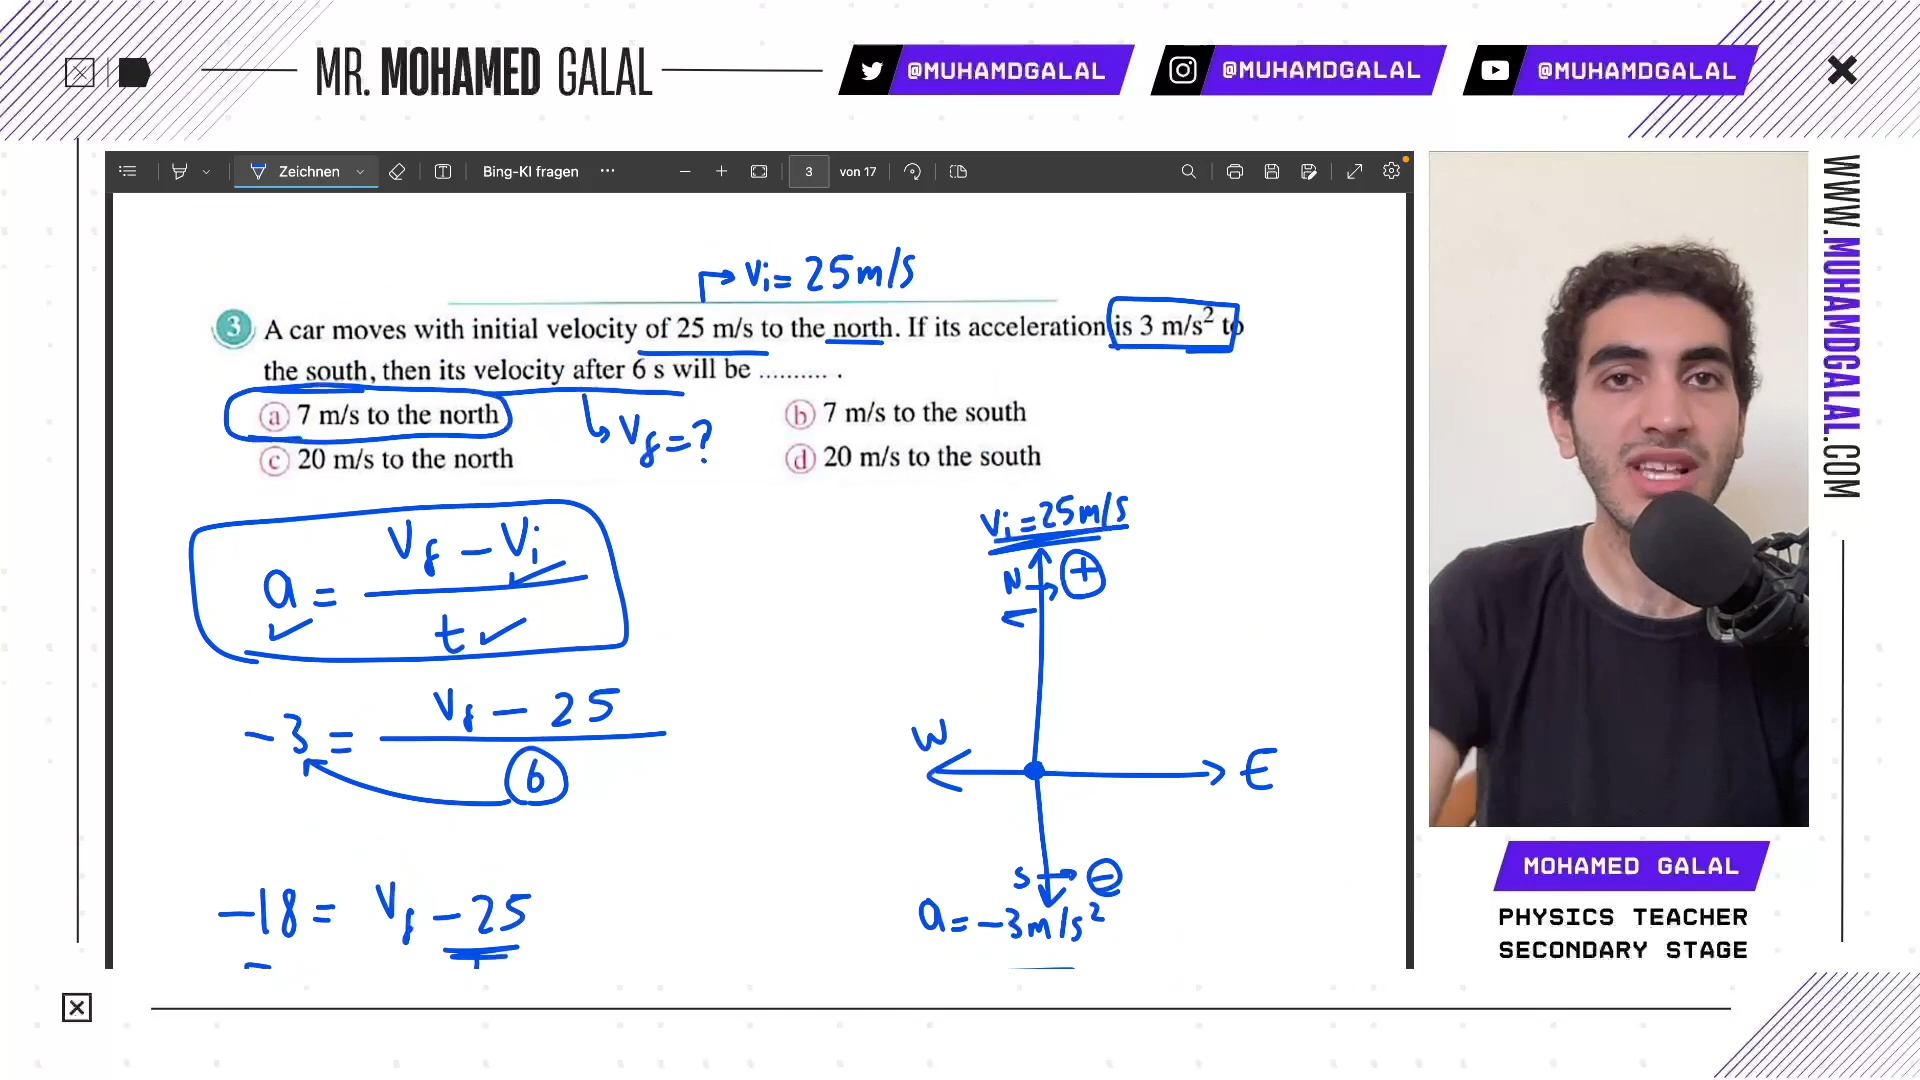 MR. MOHAMED GALAL
@MUHAMDGALAL
@MUHAMDGALAL
@MUHAMDGALAL
Zeichnen
Bing-KI fragen
3
von 17
Vi = 25 m/s
3 A car moves with initial velocity of 25 m/s to the north. If its acceleration is 3 m/s² to
the south, then its velocity after 6 s will be .......... .
a 7 m/s to the north
b 7 m/s to the south
Vf = ?
c 20 m/s to the north
d 20 m/s to the south
a = Vf - Vi / t
Vi = 25 m/s
N +
-3 = Vf - 25 / 6
W
E
S -
a = -3 m/s²
-18 = Vf - 25
WWW.MUHAMDGALAL.COM
MOHAMED GALAL
PHYSICS TEACHER
SECONDARY STAGE